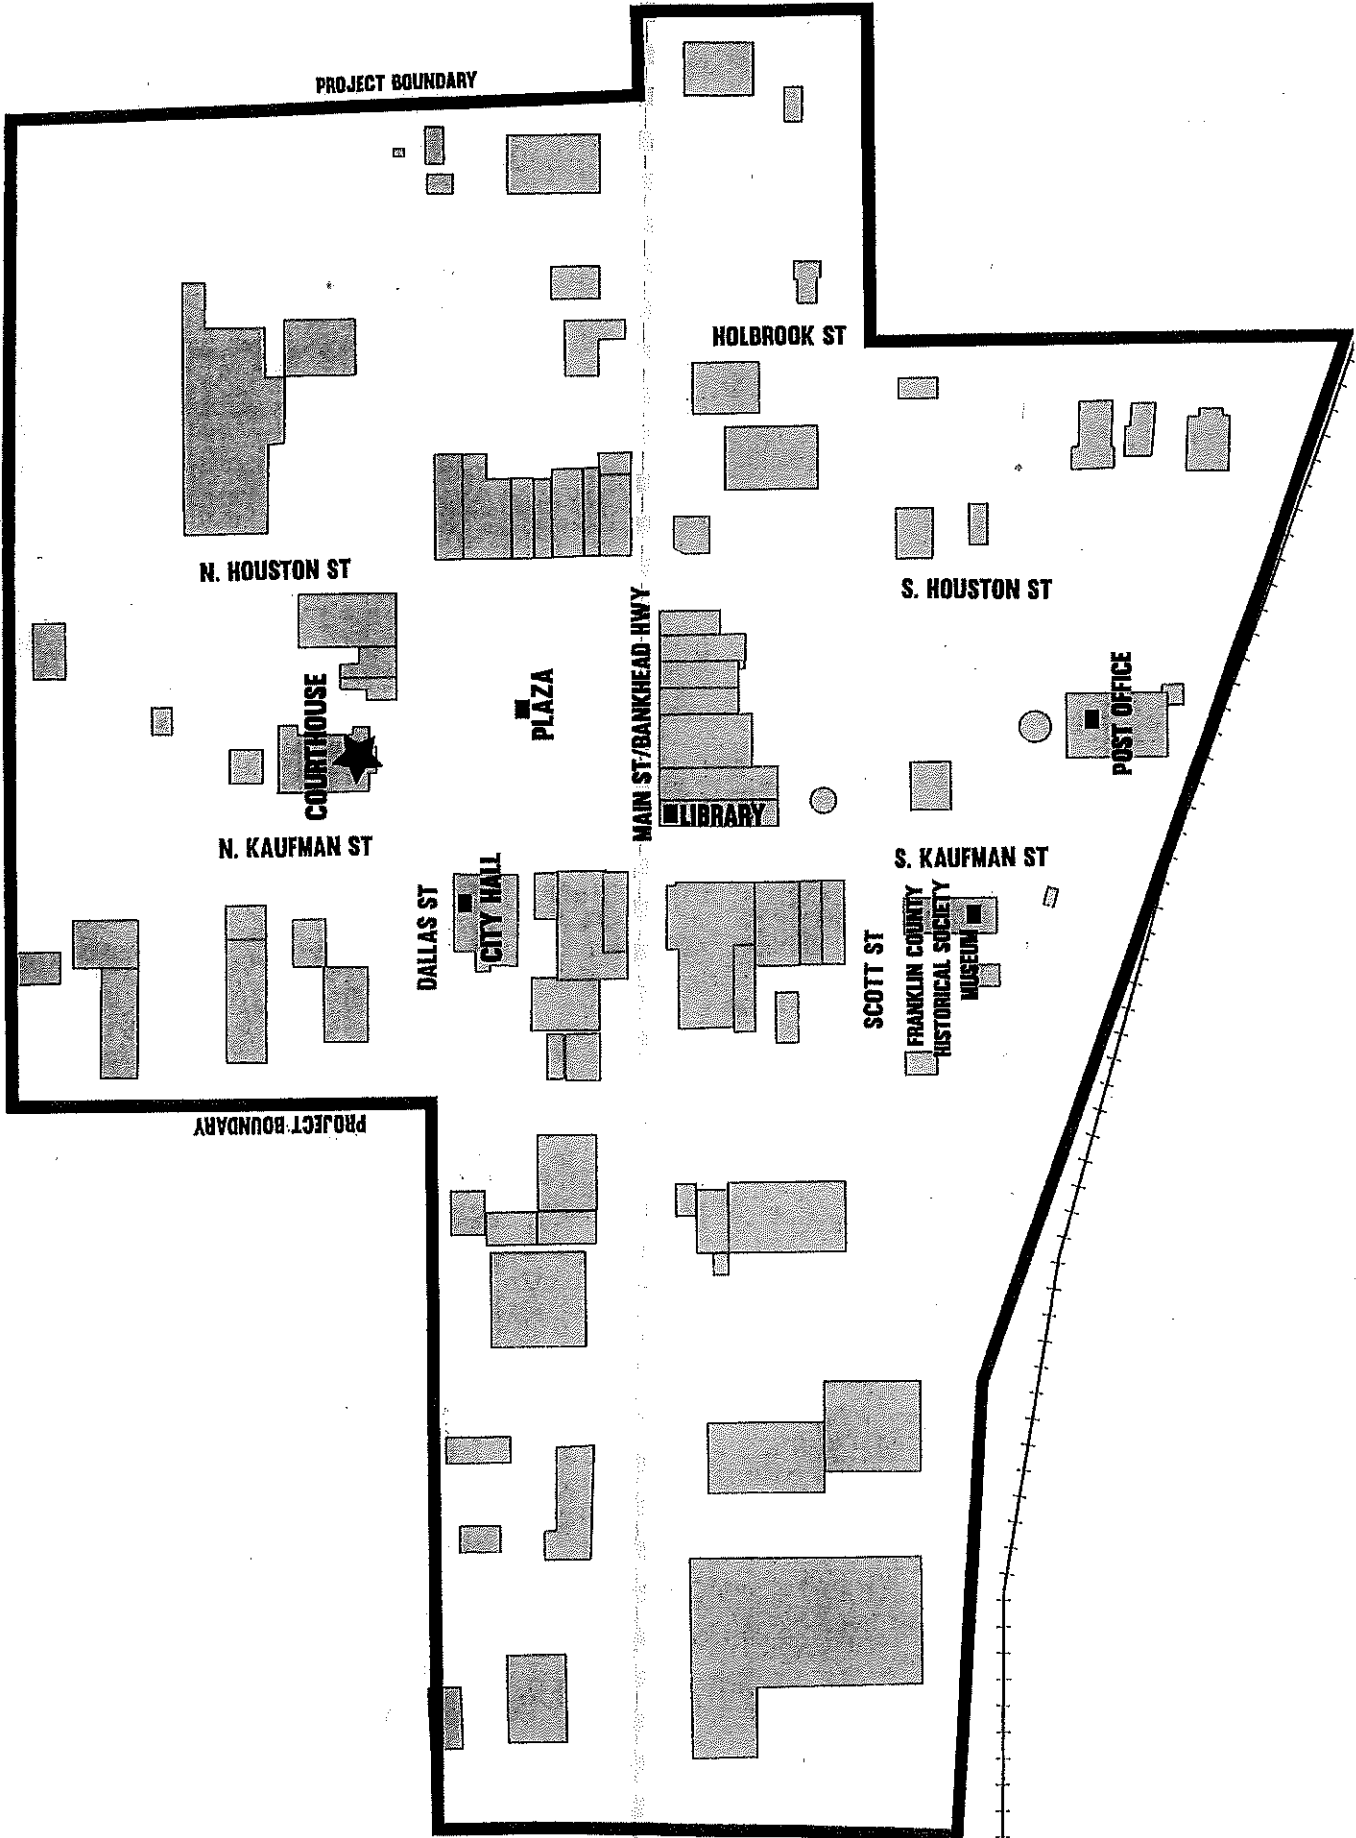 PROJECT BOUNDARY
HOLBROOK ST
N. HOUSTON ST
S. HOUSTON ST
MAIN ST/BANKHEAD HWY
PLAZA
COURTHOUSE
POST OFFICE
LIBRARY
N. KAUFMAN ST
S. KAUFMAN ST
DALLAS ST
CITY HALL
SCOTT ST
FRANKLIN COUNTY
HISTORICAL SOCIETY
MUSEUM
PROJECT BOUNDARY